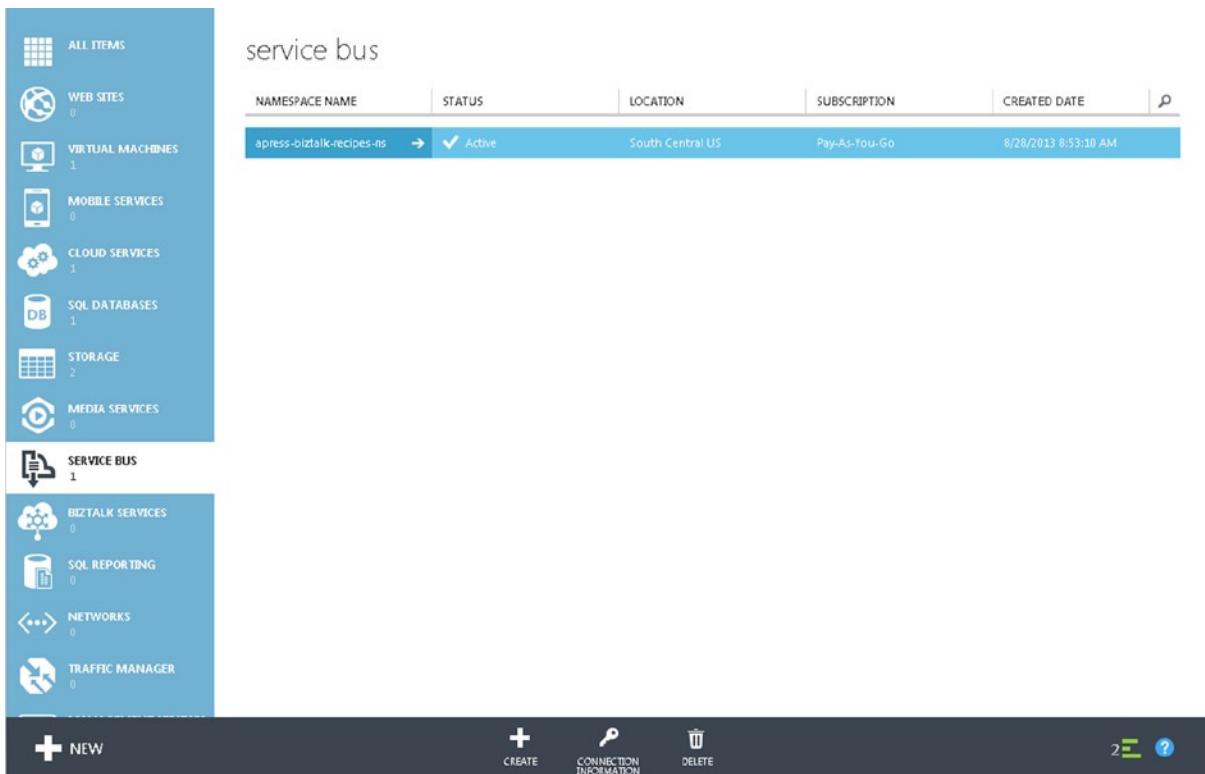 ALL ITEMS
WEB SITES
0
VIRTUAL MACHINES
1
MOBILE SERVICES
0
CLOUD SERVICES
1
DB
SQL DATABASES
1
STORAGE
2
MEDIA SERVICES
0
SERVICE BUS
1
BIZTALK SERVICES
0
SQL REPORTING
0
NETWORKS
0
TRAFFIC MANAGER
0
service bus
NAMESPACE NAME STATUS LOCATION SUBSCRIPTION CREATED DATE
apress-biztalk-recipes-ns Active South Central US Pay-As-You-Go 8/28/2013 8:53:10 AM
NEW
CREATE
CONNECTION
INFORMATION
DELETE
2
?